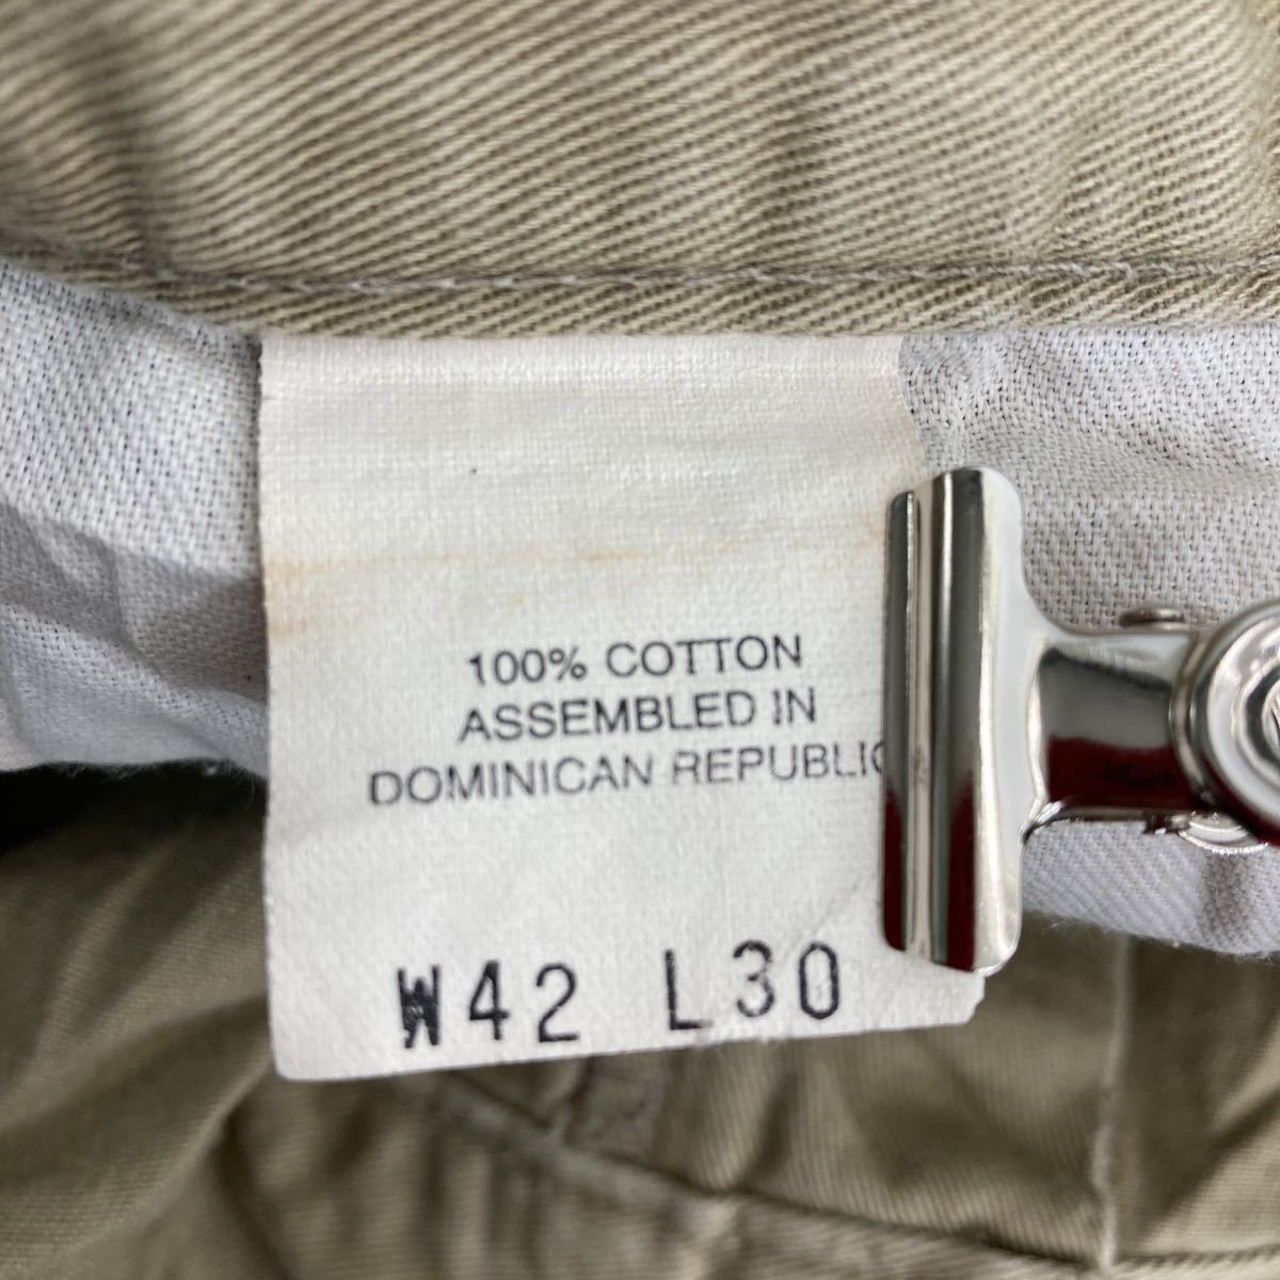 100% COTTON
ASSEMBLED IN
DOMINICAN REPUBLIC
W42 L30